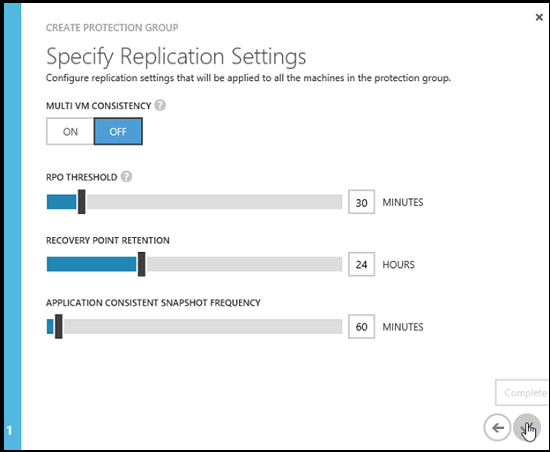 CREATE PROTECTION GROUP
Specify Replication Settings
Configure replication settings that will be applied to all the machines in the protection group.
MULTI VM CONSISTENCY ?
ON OFF
RPO THRESHOLD ?
30 MINUTES
RECOVERY POINT RETENTION
24 HOURS
APPLICATION CONSISTENT SNAPSHOT FREQUENCY
60 MINUTES
Complete
1